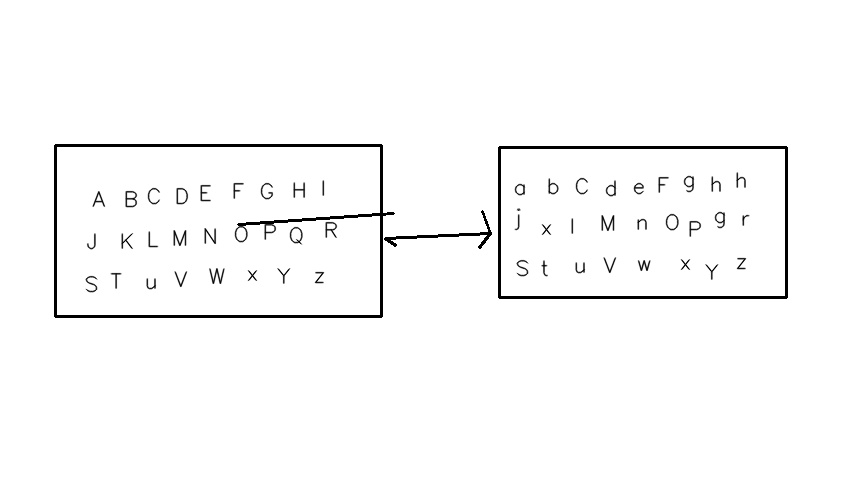 A B C D E F G H I
J K L M N O P Q R
S T u V W x Y z
a b C d e F g h h
j x l M n O p g r
S t u V w x Y z